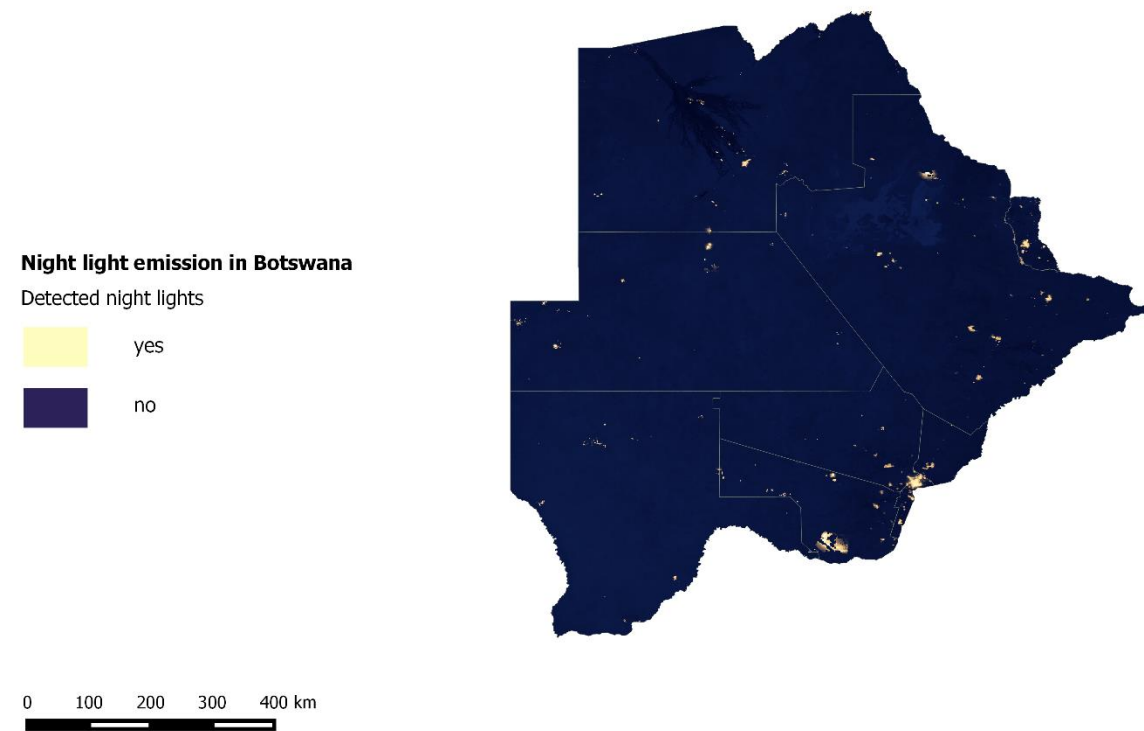 Night light emission in Botswana
Detected night lights
yes
no
0 100 200 300 400 km